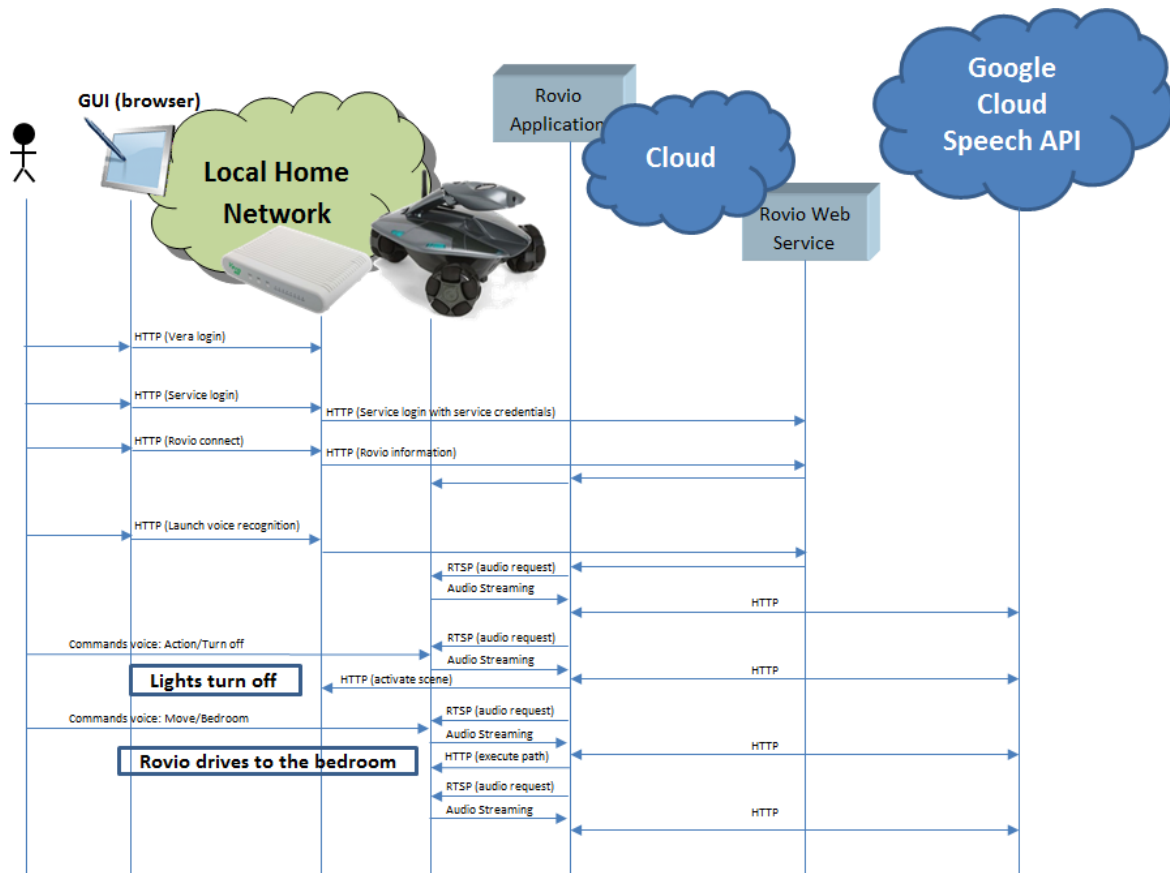 GUI (browser)
Local Home
Network
Rovio
Application
Cloud
Rovio Web
Service
Google
Cloud
Speech API
HTTP (Vera login)
HTTP (Service login)
HTTP (Service login with service credentials)
HTTP (Rovio connect)
HTTP (Rovio information)
HTTP (Launch voice recognition)
RTSP (audio request)
Audio Streaming
HTTP
Commands voice: Action/Turn off
RTSP (audio request)
Audio Streaming
HTTP
Lights turn off
HTTP (activate scene)
Commands voice: Move/Bedroom
RTSP (audio request)
Audio Streaming
HTTP
Rovio drives to the bedroom
HTTP (execute path)
RTSP (audio request)
Audio Streaming
HTTP